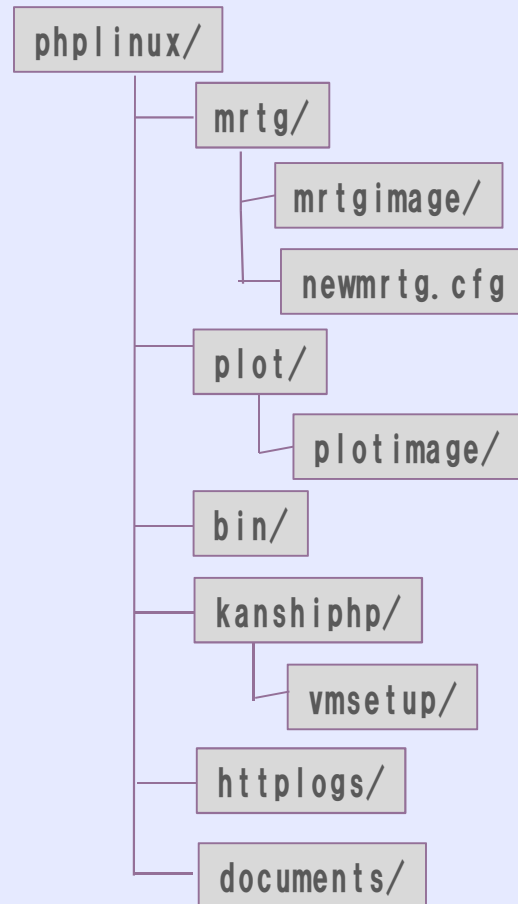 phplinux/
mrtg/
mrtgimage/
newmrtg.cfg
plot/
plotimage/
bin/
kanshiphp/
vmsetup/
httplogs/
documents/